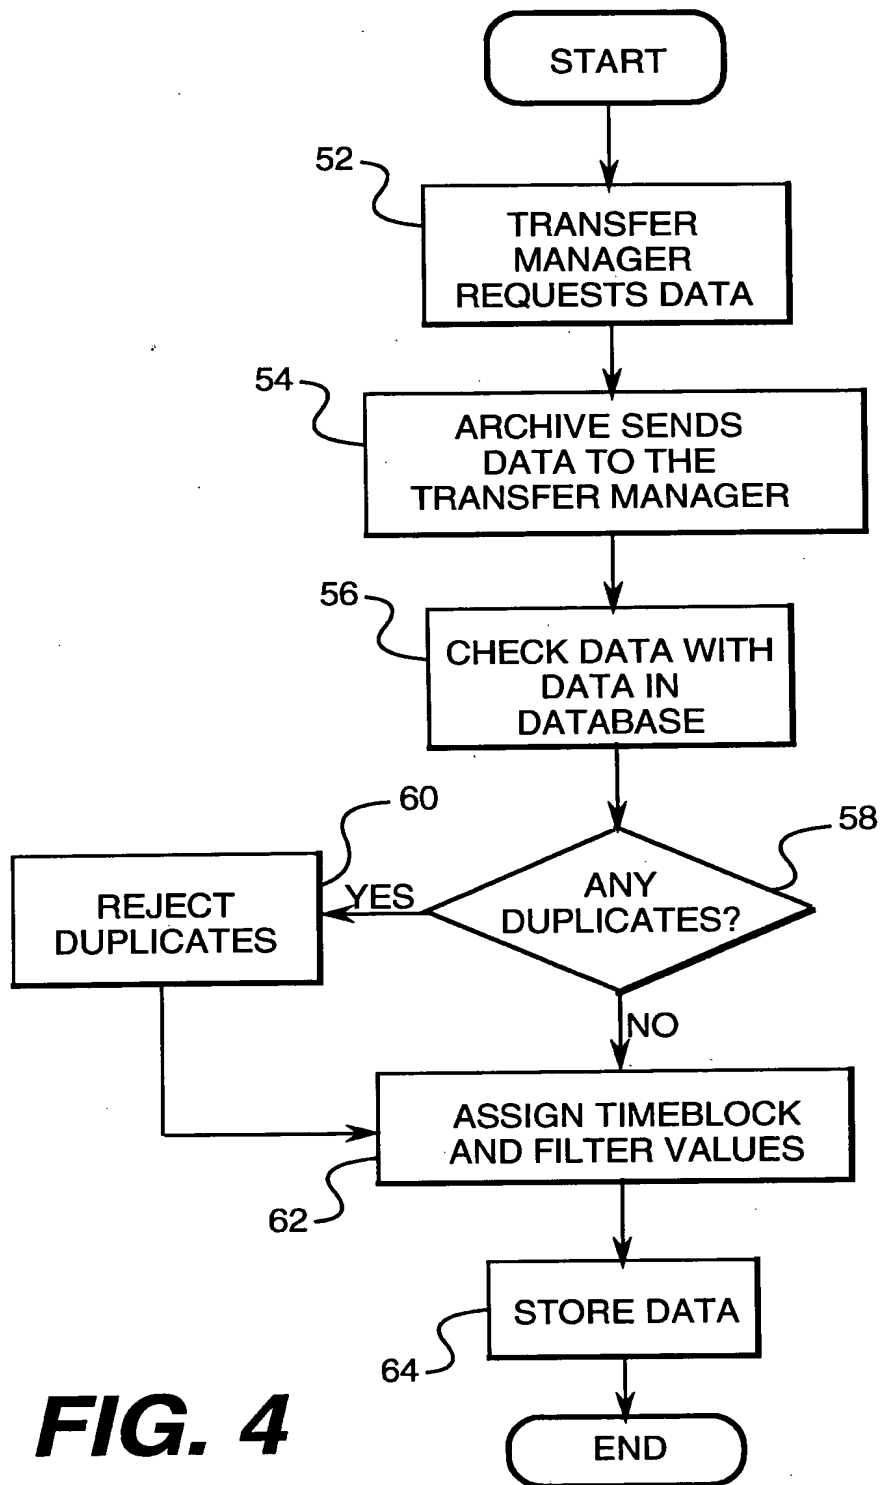 START
52
TRANSFER
MANAGER
REQUESTS DATA
54
ARCHIVE SENDS
DATA TO THE
TRANSFER MANAGER
56
CHECK DATA WITH
DATA IN
DATABASE
60
58
ANY
DUPLICATES?
YES
REJECT
DUPLICATES
NO
ASSIGN TIMEBLOCK
AND FILTER VALUES
62
STORE DATA
64
END
FIG. 4